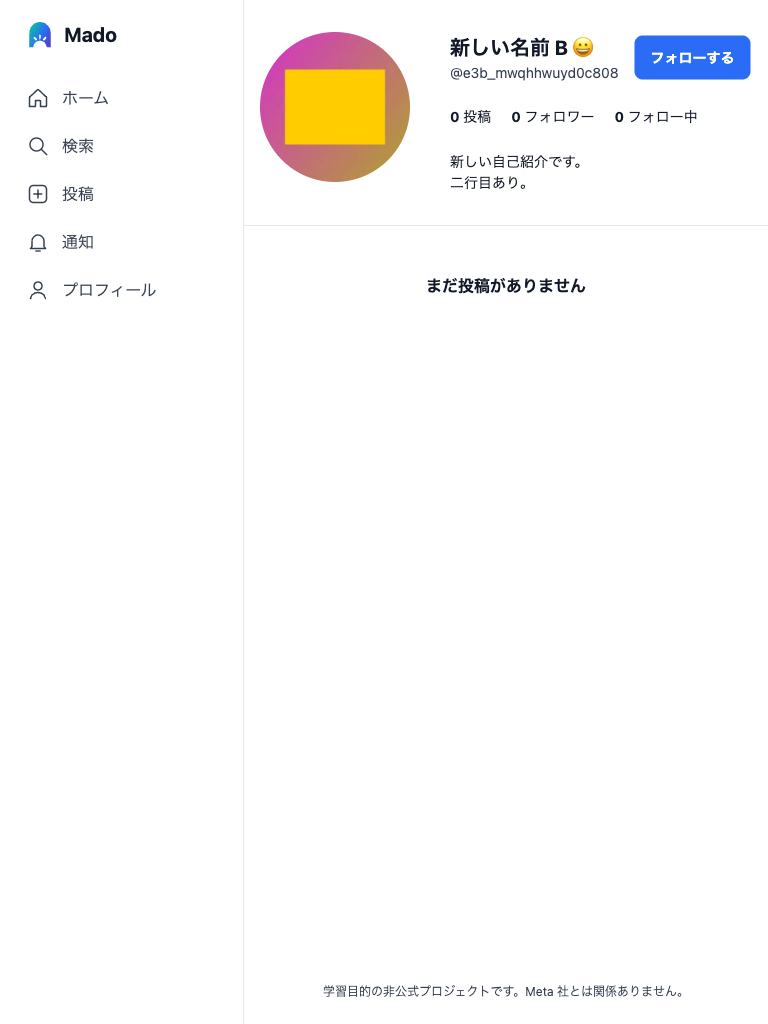 Mado
ホーム
検索
投稿
通知
プロフィール
新しい名前 B 😀
@e3b_mwqhhwuyd0c808
フォローする
0 投稿 0 フォロワー 0 フォロー中
新しい自己紹介です。
二行目あり。
まだ投稿がありません
学習目的の非公式プロジェクトです。Meta 社とは関係ありません。